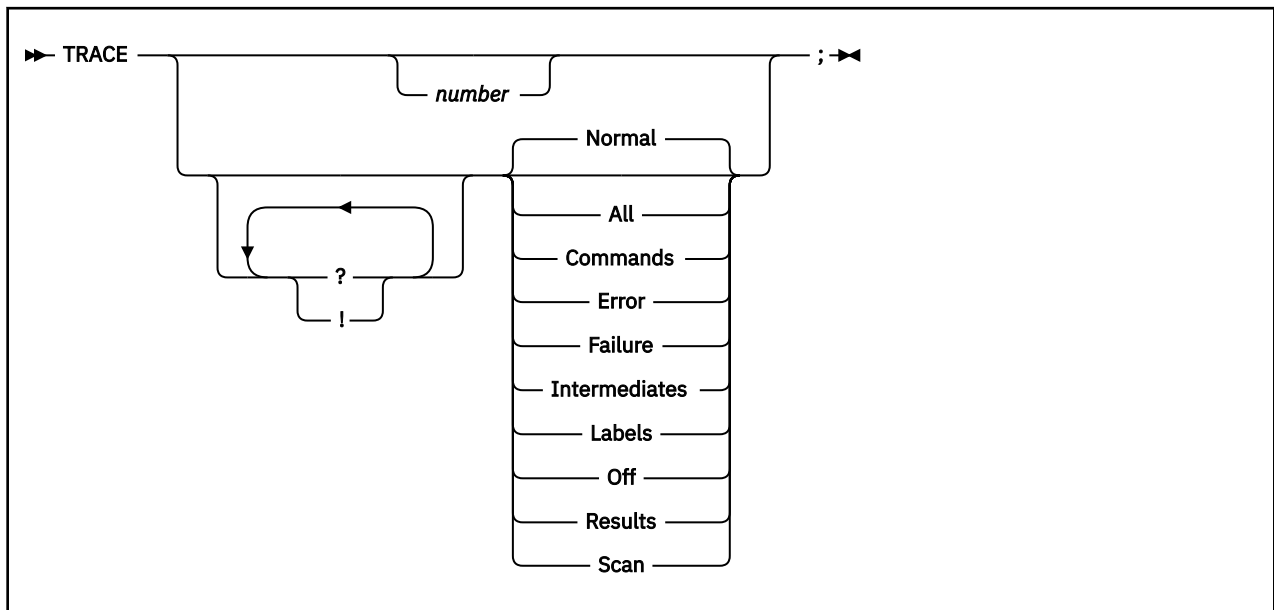 TRACE ;
number
Normal
All
Commands
?
Error
!
Failure
Intermediates
Labels
Off
Results
Scan